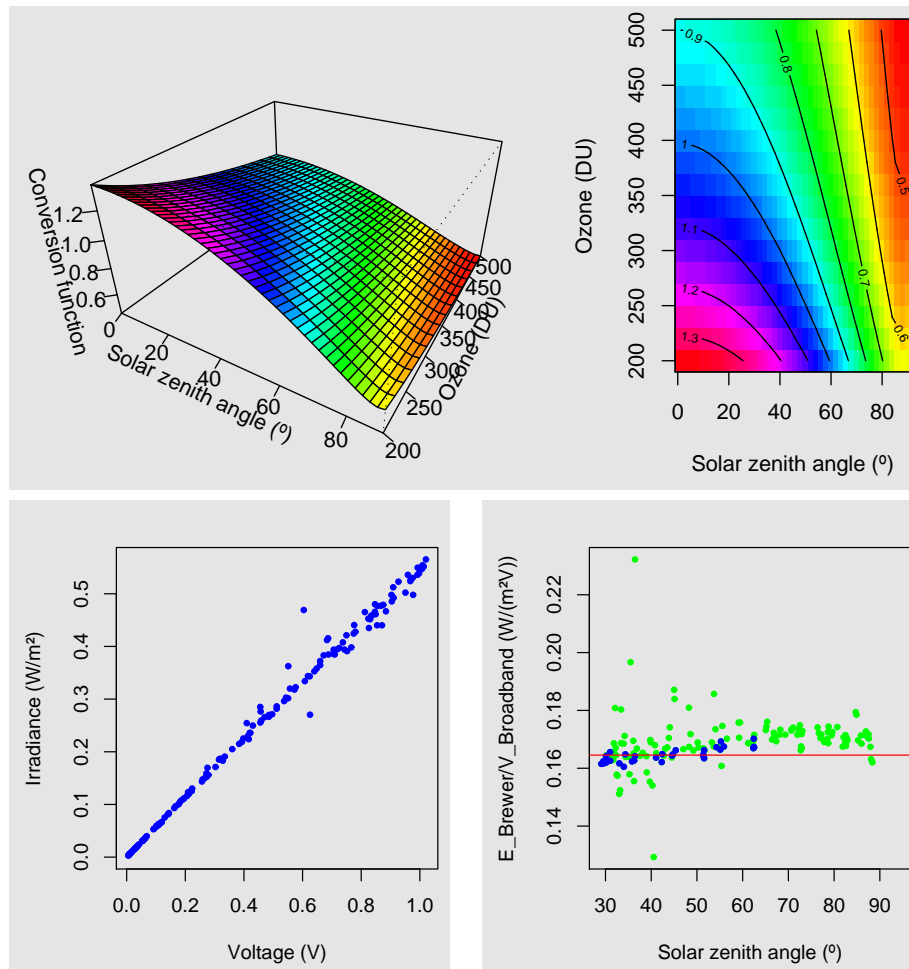 Conversion function
0.6 0.8 1.0 1.2
Solar zenith angle (º)
0 20 40 60 80
Ozone (DU)
200 250 300 350 400 450 500
Ozone (DU)
200 250 300 350 400 450 500
0.9 0.8 1 1.1 1.2 1.3 0.7 0.6 0.5
0 20 40 60 80
Solar zenith angle (º)
Irradiance (W/m²)
0.0 0.1 0.2 0.3 0.4 0.5
0.0 0.2 0.4 0.6 0.8 1.0
Voltage (V)
E_Brewer/V_Broadband (W/(m²V))
0.14 0.16 0.18 0.20 0.22
30 40 50 60 70 80 90
Solar zenith angle (º)